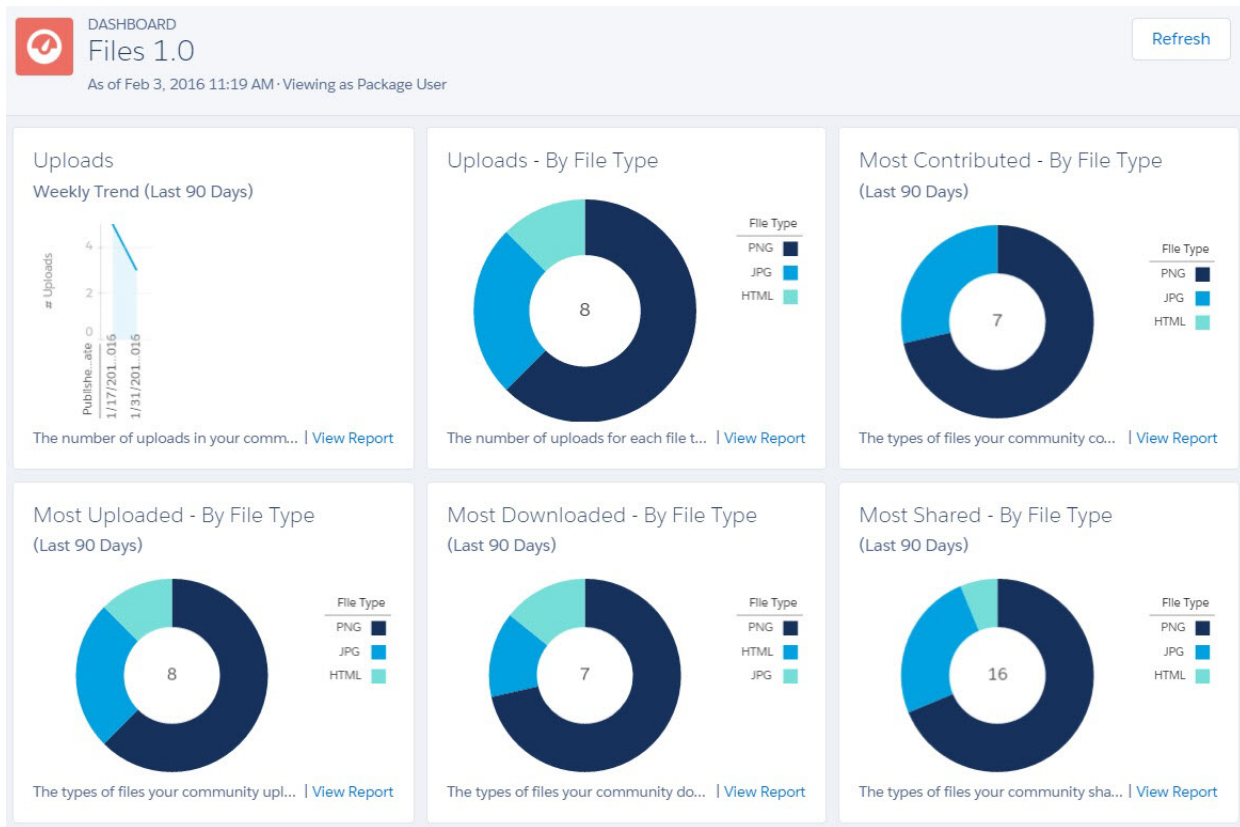 DASHBOARD
Files 1.0
As of Feb 3, 2016 11:19 AM·Viewing as Package User
Refresh
Uploads
Weekly Trend (Last 90 Days)
# Uploads
4
2
0
Publishe...ate
1/17/201...016
1/31/201...016
The number of uploads in your comm... | View Report
Uploads - By File Type
8
File Type
PNG
JPG
HTML
The number of uploads for each file t... | View Report
Most Contributed - By File Type
(Last 90 Days)
7
File Type
PNG
JPG
HTML
The types of files your community co... | View Report
Most Uploaded - By File Type
(Last 90 Days)
8
File Type
PNG
JPG
HTML
The types of files your community upl... | View Report
Most Downloaded - By File Type
(Last 90 Days)
7
File Type
PNG
HTML
JPG
The types of files your community do... | View Report
Most Shared - By File Type
(Last 90 Days)
16
File Type
PNG
JPG
HTML
The types of files your community sha... | View Report